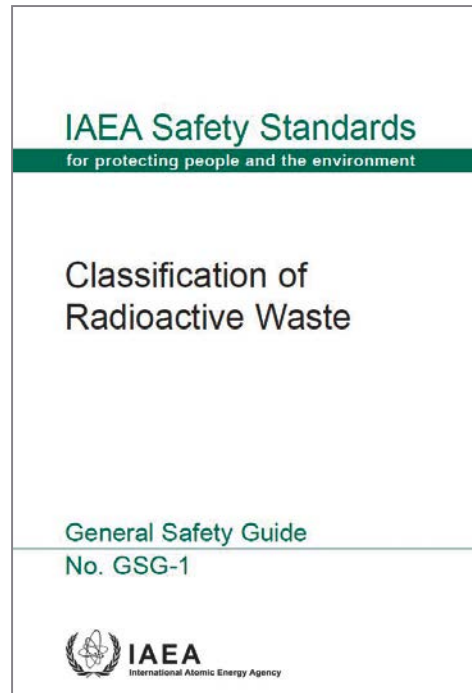 IAEA Safety Standards
for protecting people and the environment
Classification of
Radioactive Waste
General Safety Guide
No. GSG-1
IAEA
International Atomic Energy Agency